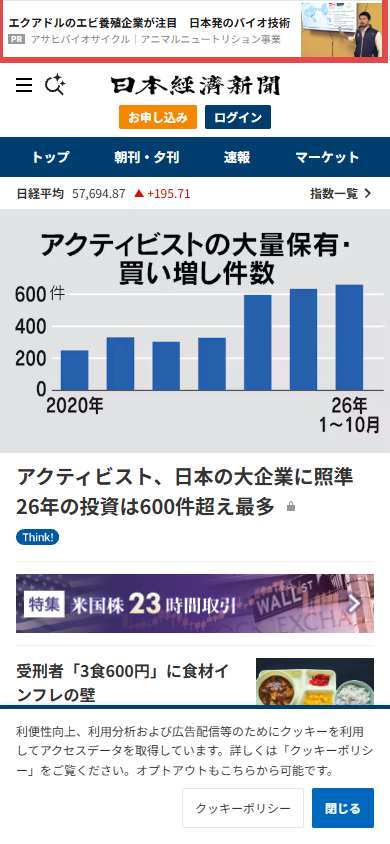 エクアドルのエビ養殖企業が注目　日本発のバイオ技術
PR アサヒバイオサイクル｜アニマルニュートリション事業
日本経済新聞
お申し込み ログイン
トップ 朝刊・夕刊 速報 マーケット
日経平均 57,694.87 ▲ +195.71 指数一覧
アクティビストの大量保有・
買い増し件数
600 件
400
200
0
2020年 26年
1～10月
アクティビスト、日本の大企業に照準
26年の投資は600件超え最多
Think!
特集 米国株 23 時間取引
WALL ST
受刑者「3食600円」に食材イ
ンフレの壁
利便性向上、利用分析および広告配信等のためにクッキーを利用
してアクセスデータを取得しています。詳しくは「クッキーポリシ
ー」をご覧ください。オプトアウトもこちらから可能です。
クッキーポリシー 閉じる